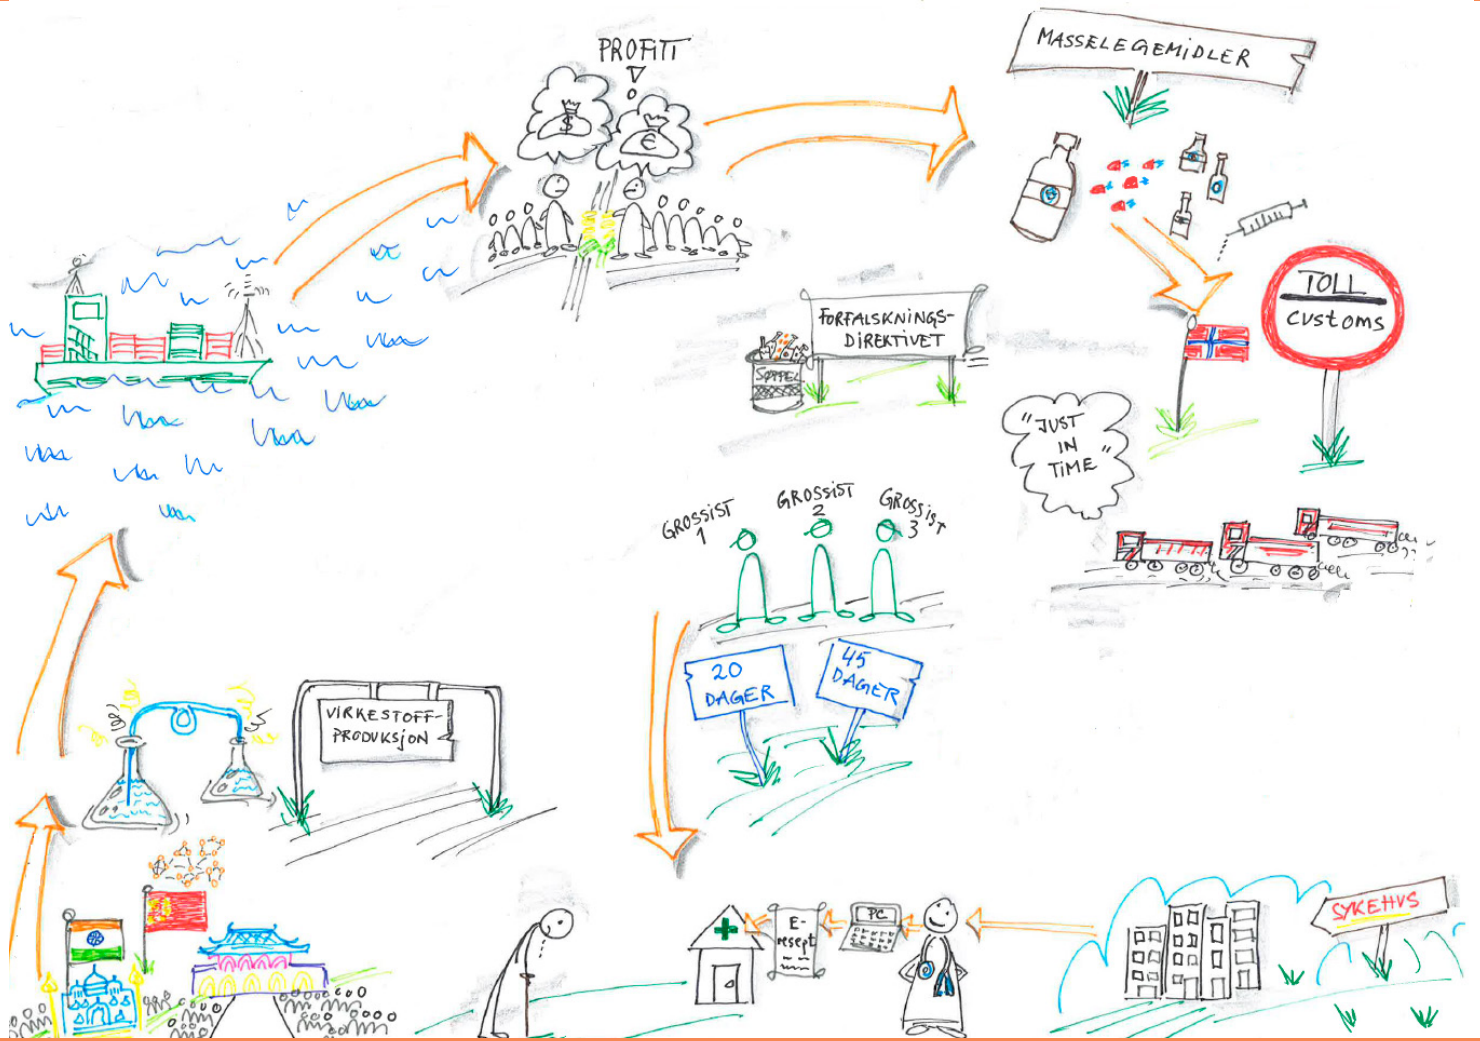 PROFITT
$
€
MASSELEGEMIDLER
FORFALSKNINGS-
DIREKTIVET
SØPPEL
TOLL
CUSTOMS
"JUST
IN
TIME"
GROSSIST
1
GROSSIST
2
GROSSIST
3
20
DAGER
45
DAGER
VIRKESTOFF-
PRODUKSjON
E-
resept
PC
SYKEHUS